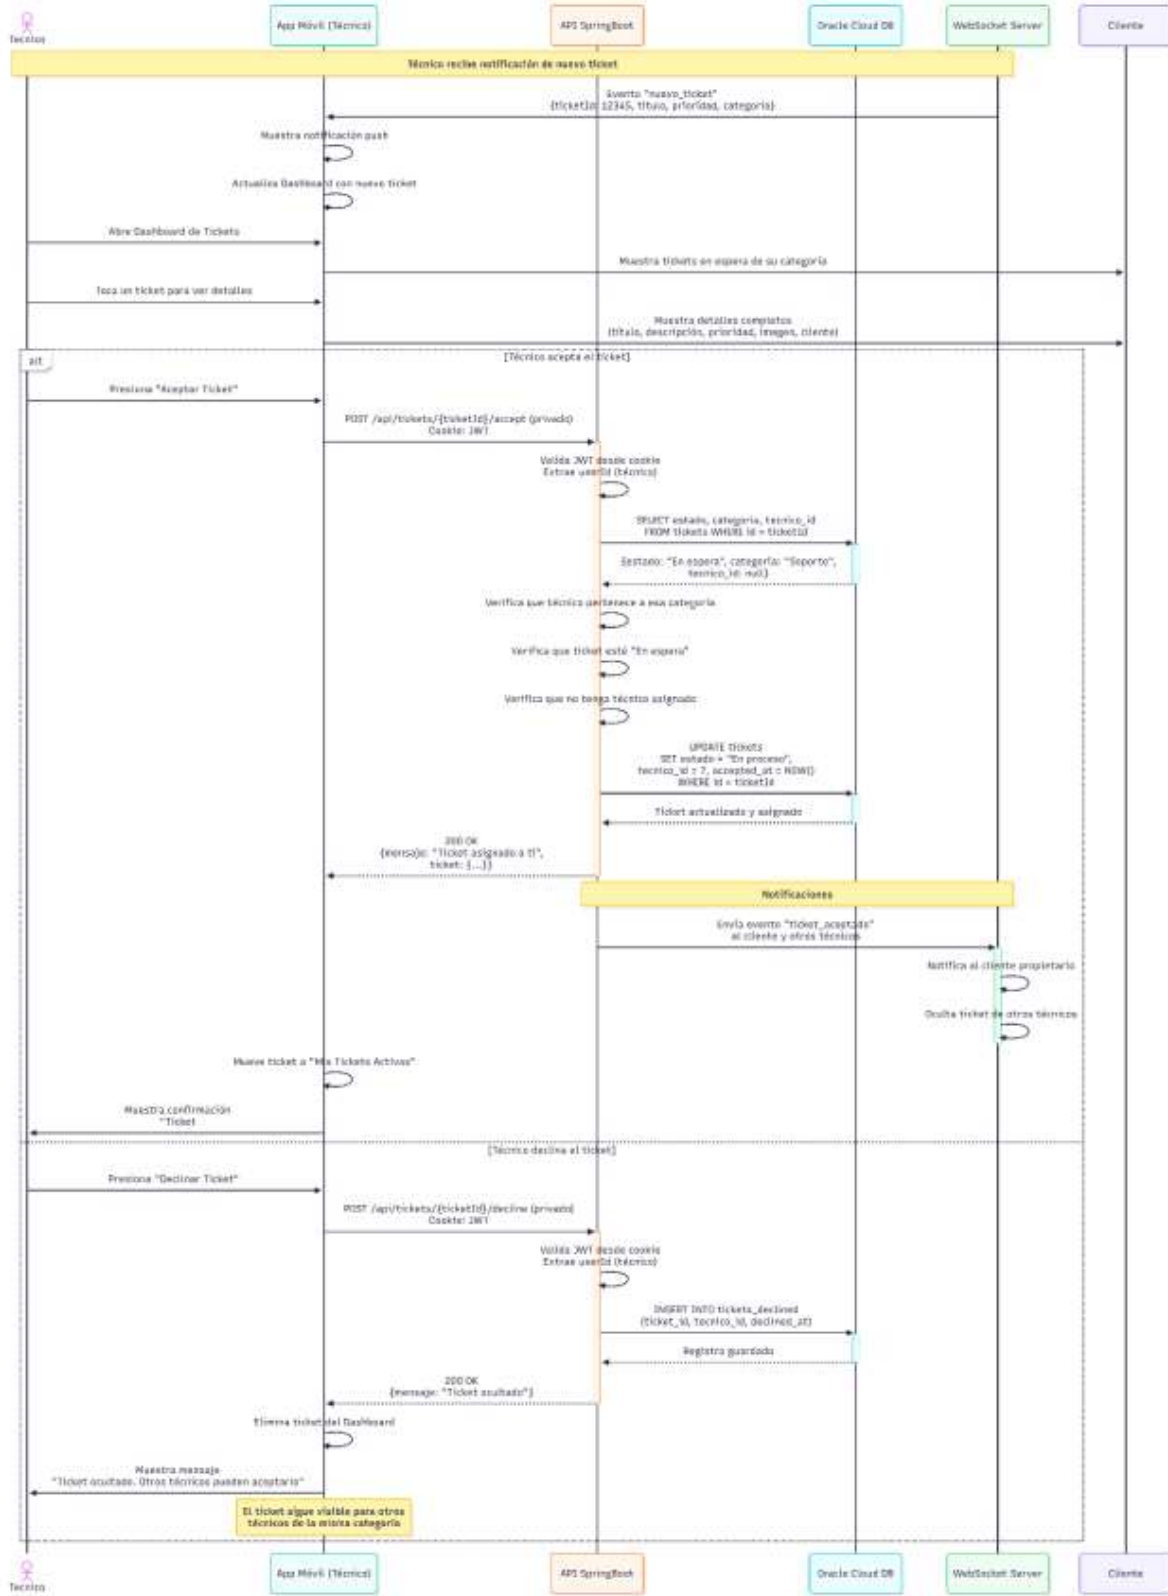 Tecnico
App Móvil (Técnico)
API SpringBoot
Oracle Cloud DB
WebSocket Server
Cliente
Técnico recibe notificación de nuevo ticket
Evento "nuevo_ticket"
{ticketId: 12345, titulo, prioridad, categoria}
Muestra notificación push
Actualiza Dashboard con nuevo ticket
Abre Dashboard de Tickets
Muestra tickets en espera de su categoría
Toca un ticket para ver detalles
Muestra detalles completos
(título, descripción, prioridad, imagen, cliente)
alt
[Técnico acepta el ticket]
Presiona "Aceptar Ticket"
POST /api/tickets/{ticketId}/accept (privado)
Cookie: JWT
Valida JWT desde cookie
Extrae userId (técnico)
SELECT estado, categoria, tecnico_id
FROM tickets WHERE id = ticketId
{estado: "En espera", categoría: "Soporte",
tecnico_id: null}
Verifica que técnico pertenece a esa categoría
Verifica que ticket esté "En espera"
Verifica que no tenga técnico asignado
UPDATE tickets
SET estado = "En proceso",
tecnico_id = 7, accepted_at = NOW()
WHERE id = ticketId
Ticket actualizado y asignado
200 OK
{mensaje: "Ticket asignado a ti",
ticket: {...}}
Notificaciones
Envía evento "ticket_aceptado"
al cliente y otros técnicos
Notifica al cliente propietario
Oculta ticket de otros técnicos
Mueve ticket a "Mis Tickets Activos"
Muestra confirmación
"Ticket
[Técnico declina el ticket]
Presiona "Declinar Ticket"
POST /api/tickets/{ticketId}/decline (privado)
Cookie: JWT
Valida JWT desde cookie
Extrae userId (técnico)
INSERT INTO tickets_declined
(ticket_id, tecnico_id, declined_at)
Registro guardado
200 OK
{mensaje: "Ticket ocultado"}
Elimina ticket del Dashboard
Muestra mensaje
"Ticket ocultado. Otros técnicos pueden aceptarlo"
El ticket sigue visible para otros
técnicos de la misma categoría
Tecnico
App Móvil (Técnico)
API SpringBoot
Oracle Cloud DB
WebSocket Server
Cliente